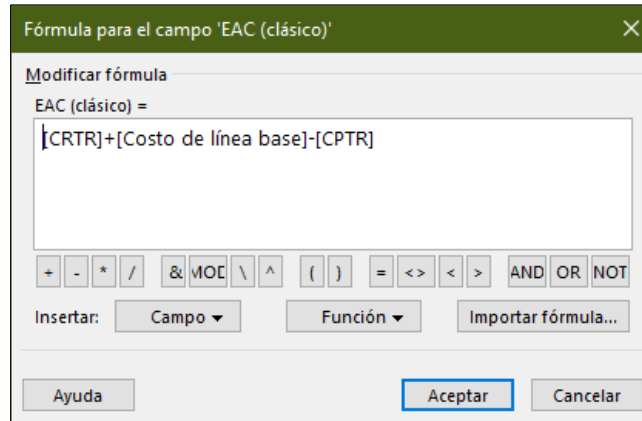 Fórmula para el campo 'EAC (clásico)'
Modificar fórmula
EAC (clásico) =
[CRTR]+[Costo de línea base]-[CPTR]
+ - * / & MOD \ ^ ( ) = <> < > AND OR NOT
Insertar: Campo Función Importar fórmula...
Ayuda Aceptar Cancelar